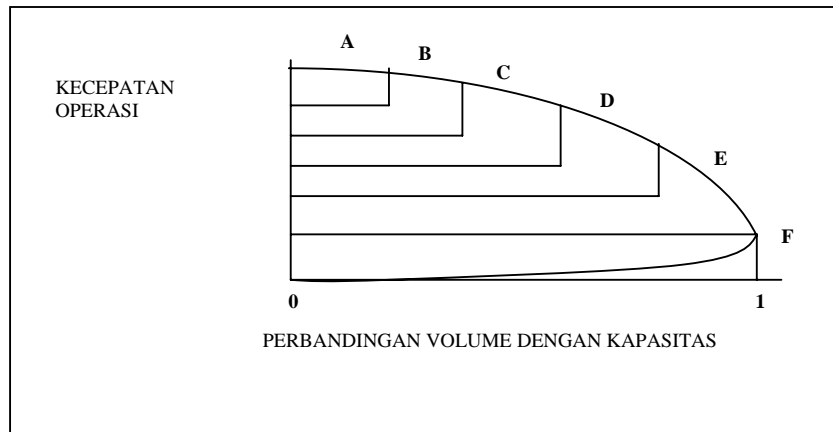 A
B
C
D
E
F
KECEPATAN
OPERASI
0
1
PERBANDINGAN VOLUME DENGAN KAPASITAS